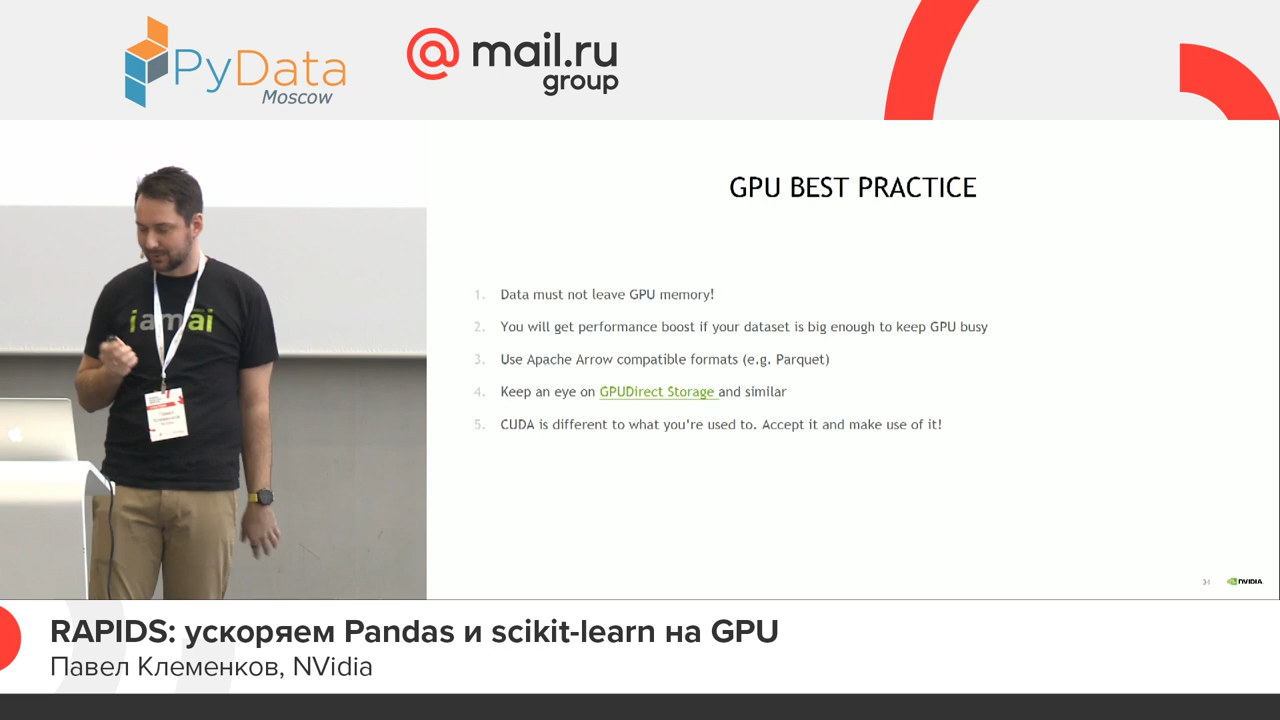 PyData
Moscow
@mail.ru
group
GPU BEST PRACTICE
1. Data must not leave GPU memory!
2. You will get performance boost if your dataset is big enough to keep GPU busy
3. Use Apache Arrow compatible formats (e.g. Parquet)
4. Keep an eye on GPUDirect Storage and similar
5. CUDA is different to what you're used to. Accept it and make use of it!
i am ai
Павел
Клеменков
NVIDIA
RAPIDS: ускоряем Pandas и scikit-learn на GPU
Павел Клеменков, NVidia